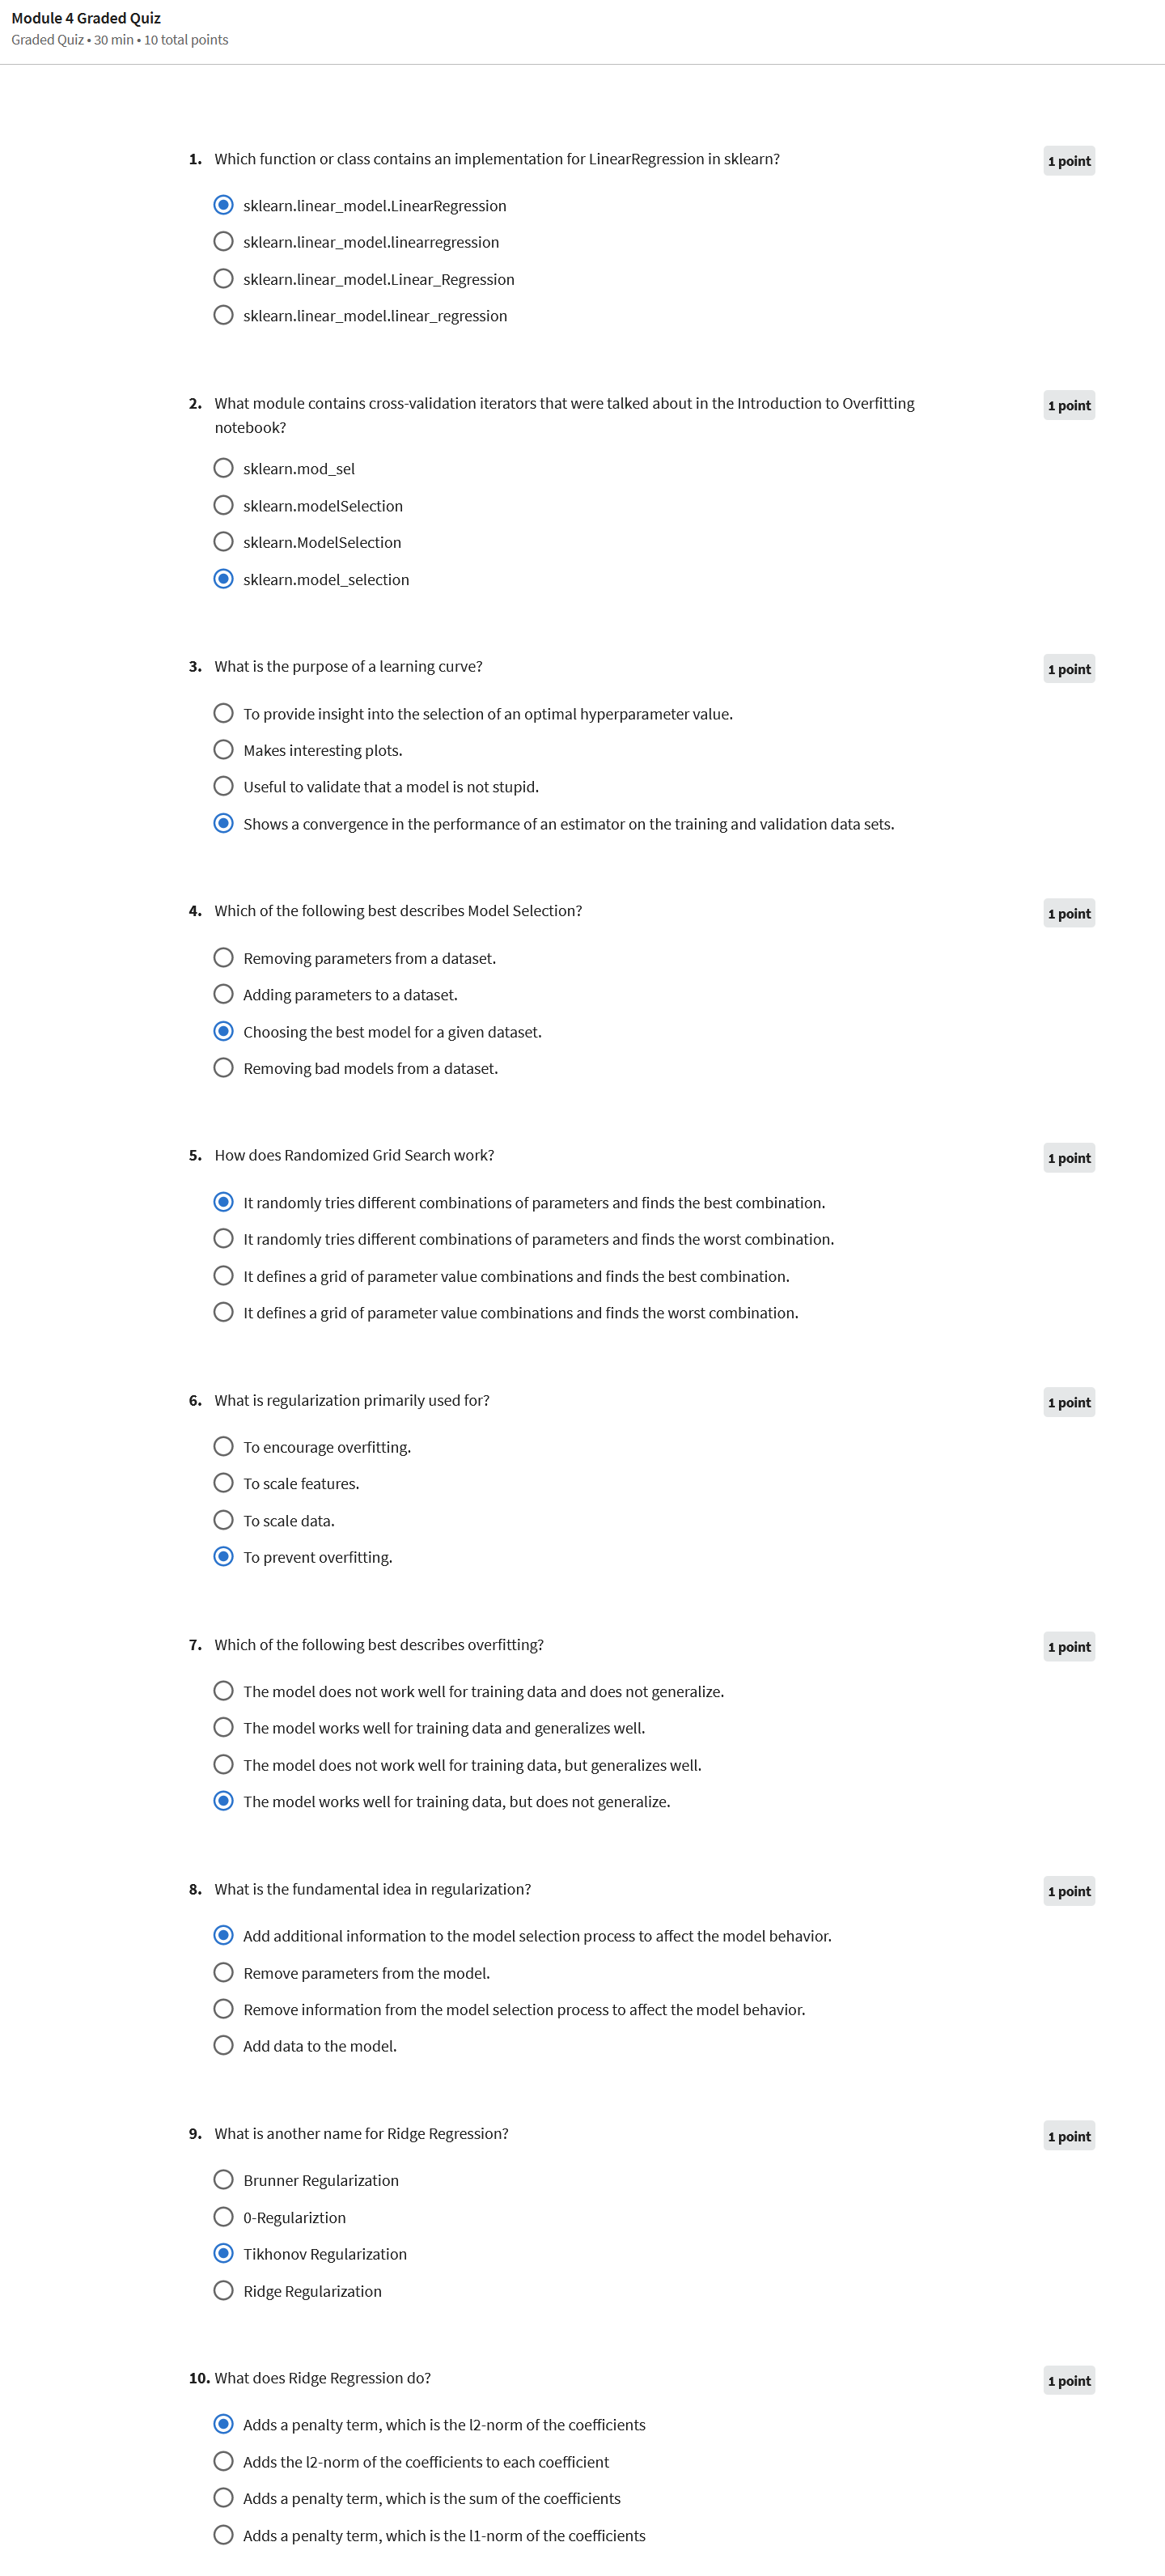 Module 4 Graded Quiz
Graded Quiz • 30 min • 10 total points
1. Which function or class contains an implementation for LinearRegression in sklearn?
1 point
sklearn.linear_model.LinearRegression
sklearn.linear_model.linearregression
sklearn.linear_model.Linear_Regression
sklearn.linear_model.linear_regression
2. What module contains cross-validation iterators that were talked about in the Introduction to Overfitting
notebook?
1 point
sklearn.mod_sel
sklearn.modelSelection
sklearn.ModelSelection
sklearn.model_selection
3. What is the purpose of a learning curve?
1 point
To provide insight into the selection of an optimal hyperparameter value.
Makes interesting plots.
Useful to validate that a model is not stupid.
Shows a convergence in the performance of an estimator on the training and validation data sets.
4. Which of the following best describes Model Selection?
1 point
Removing parameters from a dataset.
Adding parameters to a dataset.
Choosing the best model for a given dataset.
Removing bad models from a dataset.
5. How does Randomized Grid Search work?
1 point
It randomly tries different combinations of parameters and finds the best combination.
It randomly tries different combinations of parameters and finds the worst combination.
It defines a grid of parameter value combinations and finds the best combination.
It defines a grid of parameter value combinations and finds the worst combination.
6. What is regularization primarily used for?
1 point
To encourage overfitting.
To scale features.
To scale data.
To prevent overfitting.
7. Which of the following best describes overfitting?
1 point
The model does not work well for training data and does not generalize.
The model works well for training data and generalizes well.
The model does not work well for training data, but generalizes well.
The model works well for training data, but does not generalize.
8. What is the fundamental idea in regularization?
1 point
Add additional information to the model selection process to affect the model behavior.
Remove parameters from the model.
Remove information from the model selection process to affect the model behavior.
Add data to the model.
9. What is another name for Ridge Regression?
1 point
Brunner Regularization
0-Regulariztion
Tikhonov Regularization
Ridge Regularization
10. What does Ridge Regression do?
1 point
Adds a penalty term, which is the l2-norm of the coefficients
Adds the l2-norm of the coefficients to each coefficient
Adds a penalty term, which is the sum of the coefficients
Adds a penalty term, which is the l1-norm of the coefficients